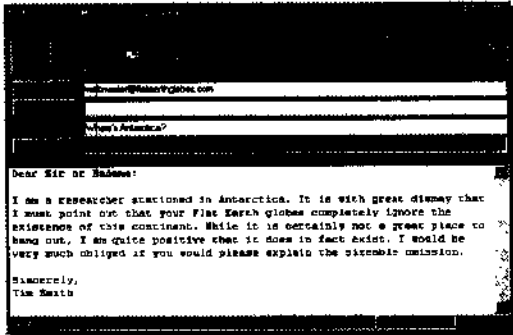 webmaster@flatearthglobes.com
Where's Antarctica?
Dear Sir or Madame:
I am a researcher stationed in Antarctica. It is with great dismay that
I must point out that your Flat Earth globes completely ignore the
existence of this continent. While it is certainly not a great place to
hang out, I am quite positive that it does in fact exist. I would be
very much obliged if you would please explain the sizeable omission.
Sincerely,
Tim Smith